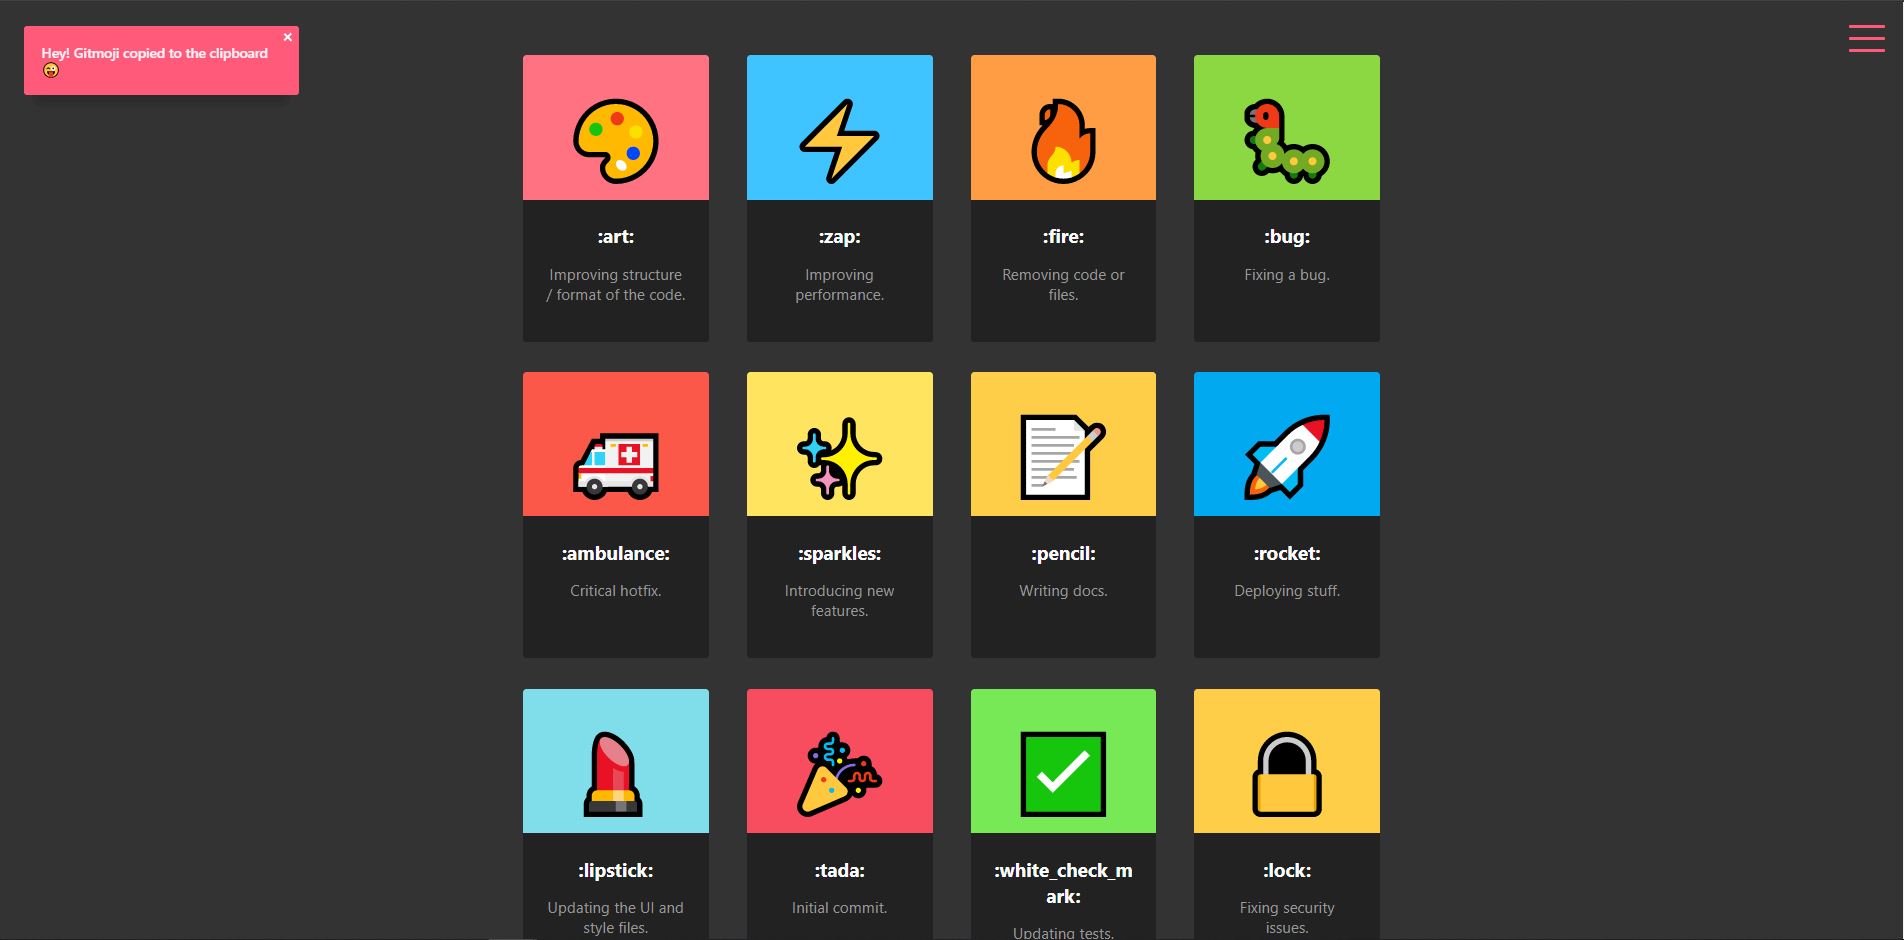 Hey! Gitmoji copied to the clipboard
😜
×
:art:
Improving structure
/ format of the code.
:zap:
Improving
performance.
:fire:
Removing code or
files.
:bug:
Fixing a bug.
:ambulance:
Critical hotfix.
:sparkles:
Introducing new
features.
:pencil:
Writing docs.
:rocket:
Deploying stuff.
:lipstick:
Updating the UI and
style files.
:tada:
Initial commit.
:white_check_m
ark:
Updating tests.
:lock:
Fixing security
issues.